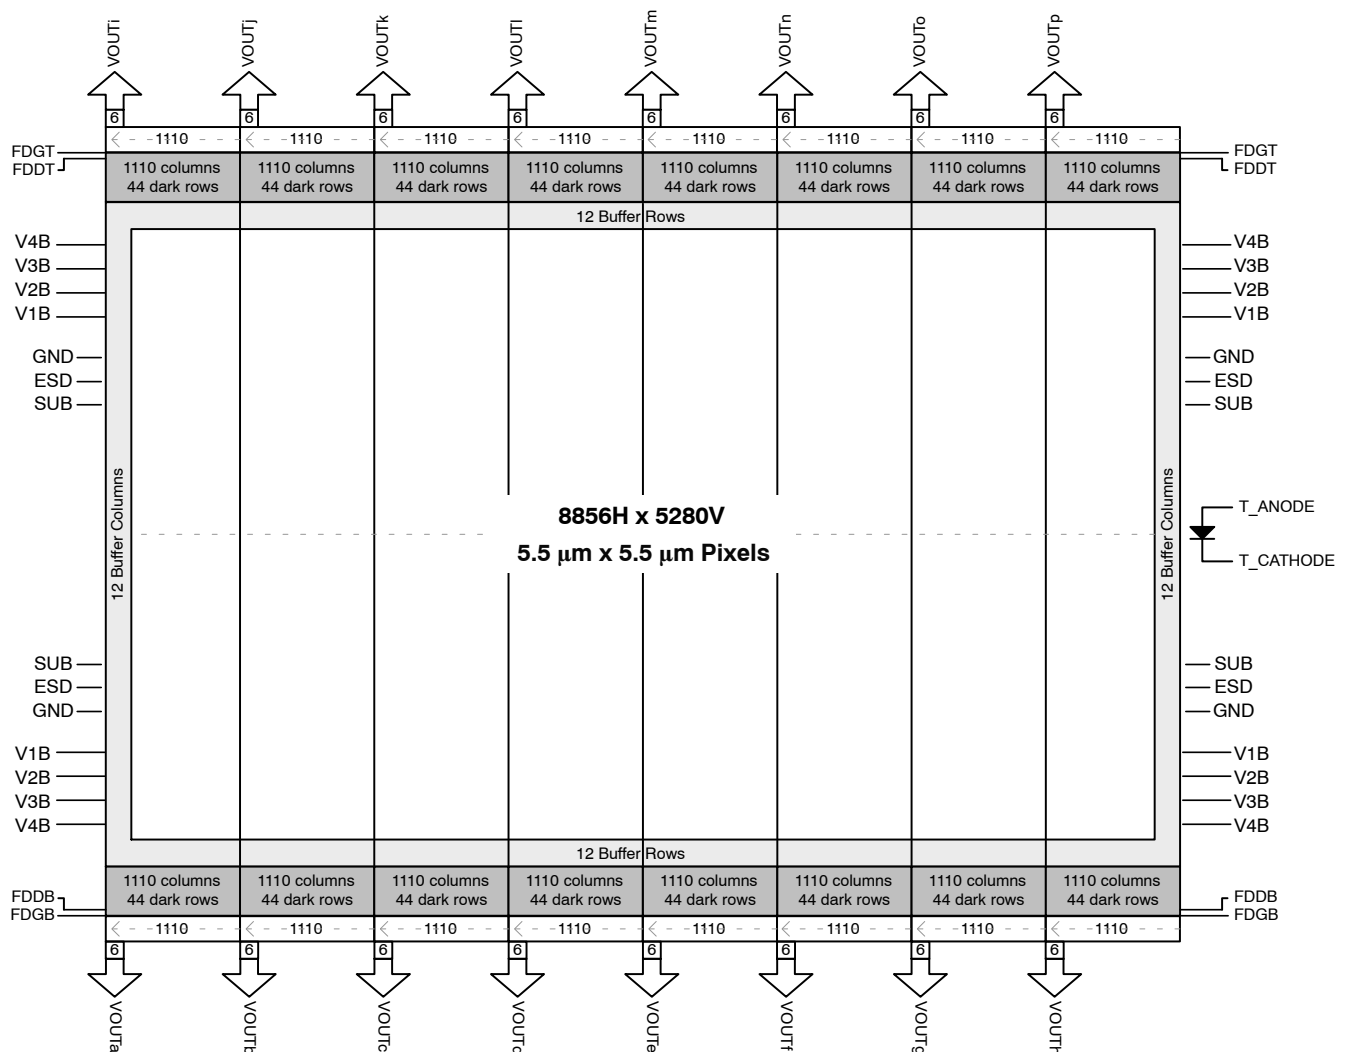 VOUTi VOUTj VOUTk VOUTl VOUTm VOUTn VOUTo VOUTp
6 6 6 6 6 6 6 6
1110 1110 1110 1110 1110 1110 1110 1110
FDGT FDGT
FDDT FDDT
1110 columns 1110 columns 1110 columns 1110 columns 1110 columns 1110 columns 1110 columns 1110 columns
44 dark rows 44 dark rows 44 dark rows 44 dark rows 44 dark rows 44 dark rows 44 dark rows 44 dark rows
12 Buffer Rows
V4B V4B
V3B V3B
V2B V2B
V1B V1B
GND GND
ESD ESD
SUB SUB
12 Buffer Columns
12 Buffer Columns
8856H x 5280V
5.5 μm x 5.5 μm Pixels
T_ANODE
T_CATHODE
SUB SUB
ESD ESD
GND GND
V1B V1B
V2B V2B
V3B V3B
V4B V4B
12 Buffer Rows
1110 columns 1110 columns 1110 columns 1110 columns 1110 columns 1110 columns 1110 columns 1110 columns
44 dark rows 44 dark rows 44 dark rows 44 dark rows 44 dark rows 44 dark rows 44 dark rows 44 dark rows
FDDB FDDB
FDGB FDGB
1110 1110 1110 1110 1110 1110 1110 1110
6 6 6 6 6 6 6 6
VOUTa VOUTb VOUTc VOUTd VOUTe VOUTf VOUTg VOUTh